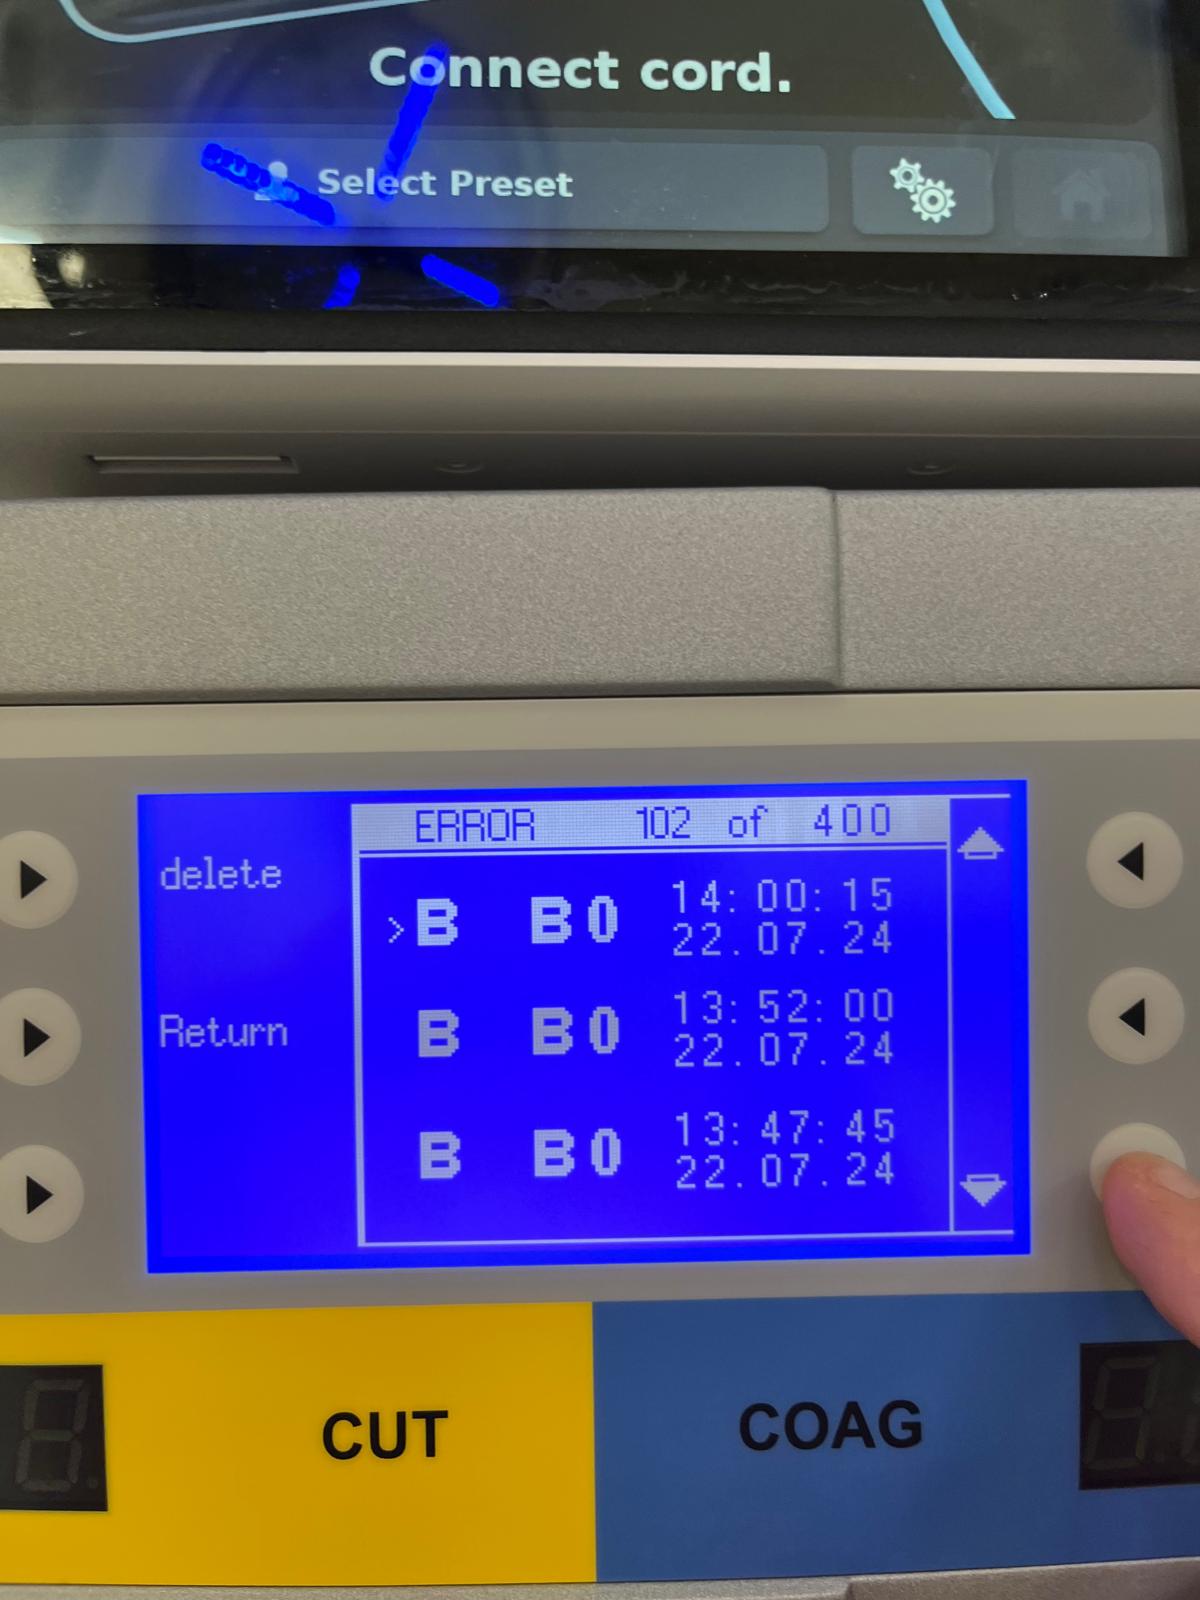 Connect cord.
Select Preset
ERROR 102 of 400
delete
>B B0 14:00:15
22.07.24
Return
B B0 13:52:00
22.07.24
B B0 13:47:45
22.07.24
CUT
COAG